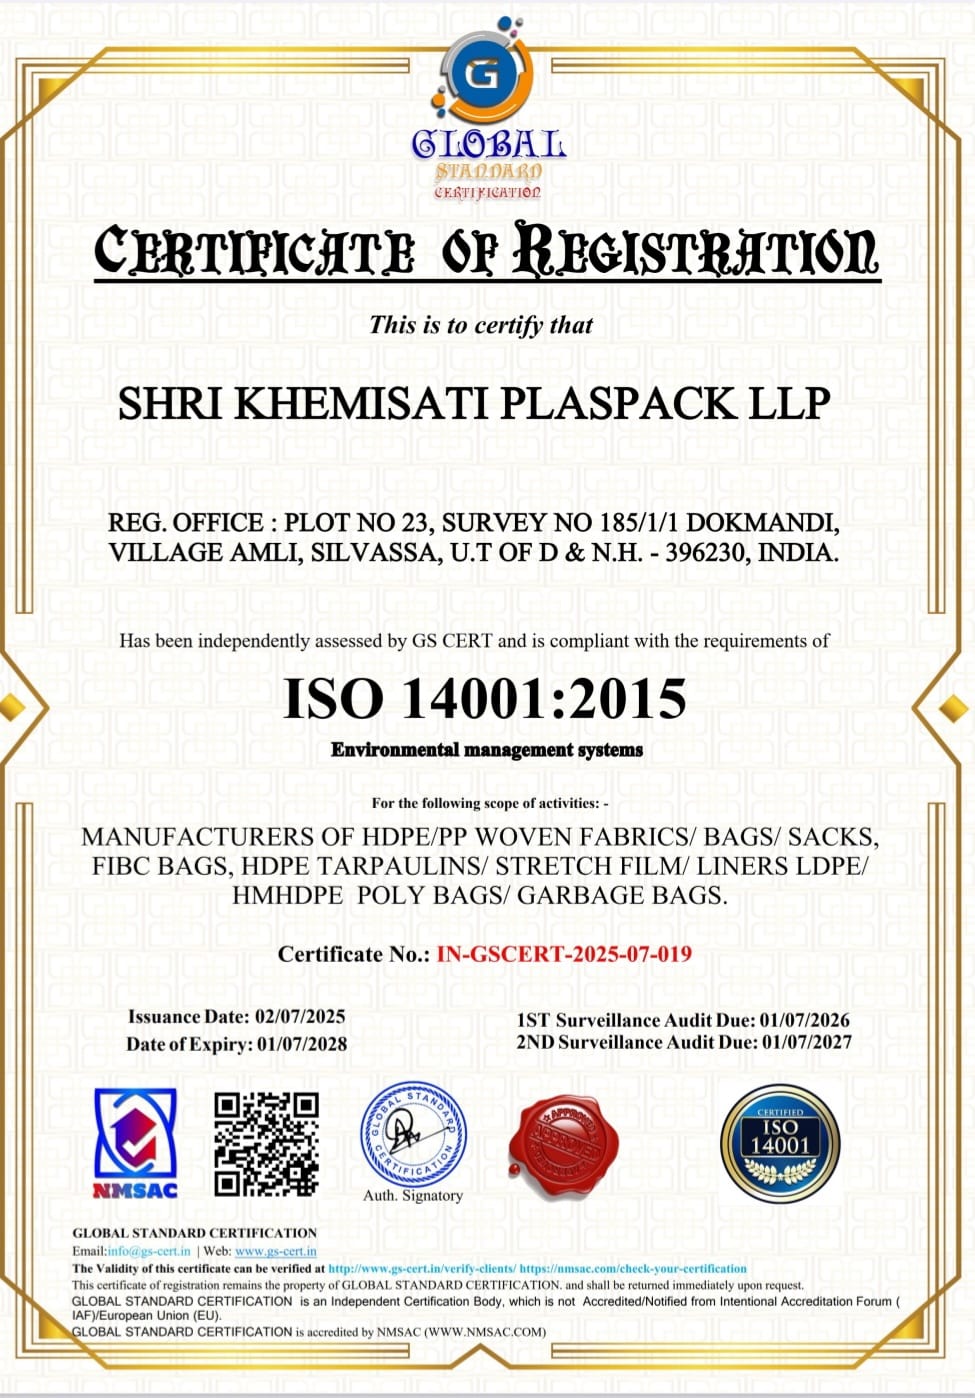 G
GLOBAL
STANDARD
CERTIFICATION
CERTIFICATE OF REGISTRATION
This is to certify that
SHRI KHEMISATI PLASPACK LLP
REG. OFFICE : PLOT NO 23, SURVEY NO 185/1/1 DOKMANDI,
VILLAGE AMLI, SILVASSA, U.T OF D & N.H. - 396230, INDIA.
Has been independently assessed by GS CERT and is compliant with the requirements of
ISO 14001:2015
Environmental management systems
For the following scope of activities: -
MANUFACTURERS OF HDPE/PP WOVEN FABRICS/ BAGS/ SACKS,
FIBC BAGS, HDPE TARPAULINS/ STRETCH FILM/ LINERS LDPE/
HMHDPE POLY BAGS/ GARBAGE BAGS.
Certificate No.: IN-GSCERT-2025-07-019
Issuance Date: 02/07/2025
Date of Expiry: 01/07/2028
1ST Surveillance Audit Due: 01/07/2026
2ND Surveillance Audit Due: 01/07/2027
NMSAC
GLOBAL STANDARD
CERTIFICATION
Auth. Signatory
APPROVED
APPROVED
CERTIFIED
ISO
14001
GLOBAL STANDARD CERTIFICATION
Email:info@gs-cert.in | Web: www.gs-cert.in
The Validity of this certificate can be verified at http://www.gs-cert.in/verify-clients/ https://nmsac.com/check-your-certification
This certificate of registration remains the property of GLOBAL STANDARD CERTIFICATION. and shall be returned immediately upon request.
GLOBAL STANDARD CERTIFICATION is an Independent Certification Body, which is not Accredited/Notified from Intentional Accreditation Forum (
IAF)/European Union (EU).
GLOBAL STANDARD CERTIFICATION is accredited by NMSAC (WWW.NMSAC.COM)